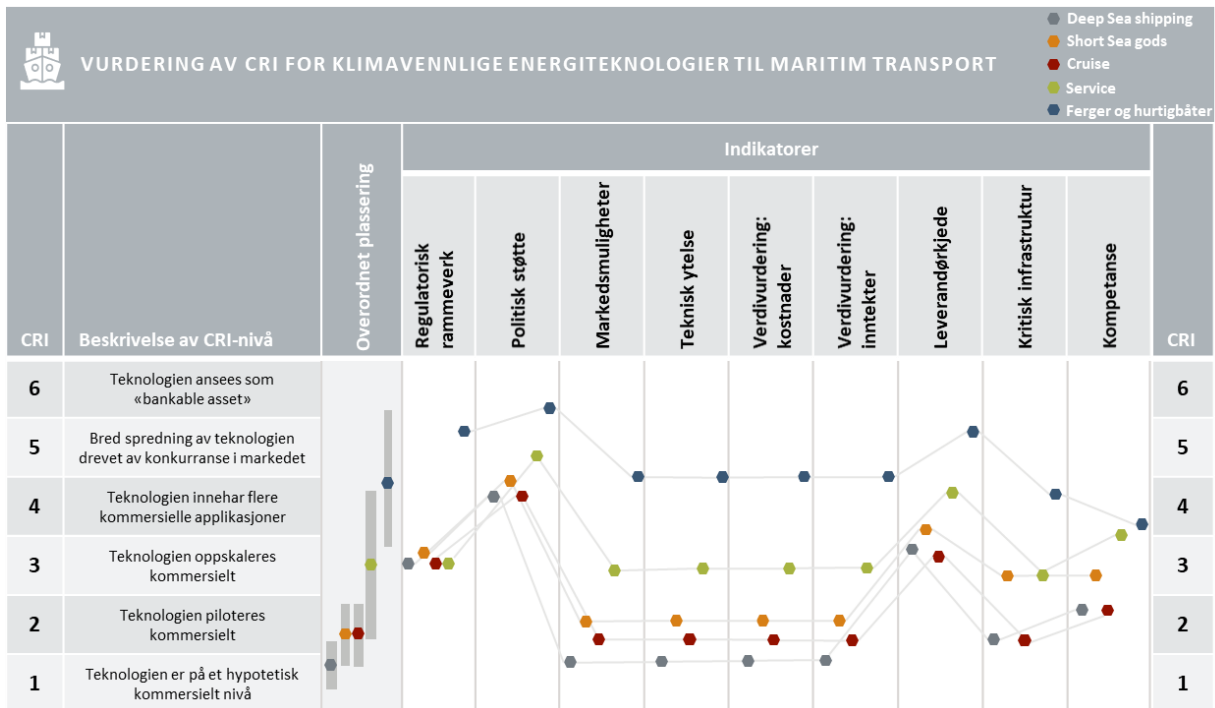 Deep Sea shipping
Short Sea gods
Cruise
Service
Ferger og hurtigbåter
VURDERING AV CRI FOR KLIMAVENNLIGE ENERGITEKNOLOGIER TIL MARITIM TRANSPORT
Indikatorer
CRI
Beskrivelse av CRI-nivå
Overordnet plassering
Regulatorisk
rammeverk
Politisk støtte
Markedsmuligheter
Teknisk ytelse
Verdivurdering:
kostnader
Verdivurdering:
inntekter
Leverandørkjede
Kritisk infrastruktur
Kompetanse
CRI
6
Teknologien ansees som
«bankable asset»
6
5
Bred spredning av teknologien
drevet av konkurranse i markedet
5
4
Teknologien innehar flere
kommersielle applikasjoner
4
3
Teknologien oppskaleres
kommersielt
3
2
Teknologien piloteres
kommersielt
2
1
Teknologien er på et hypotetisk
kommersielt nivå
1